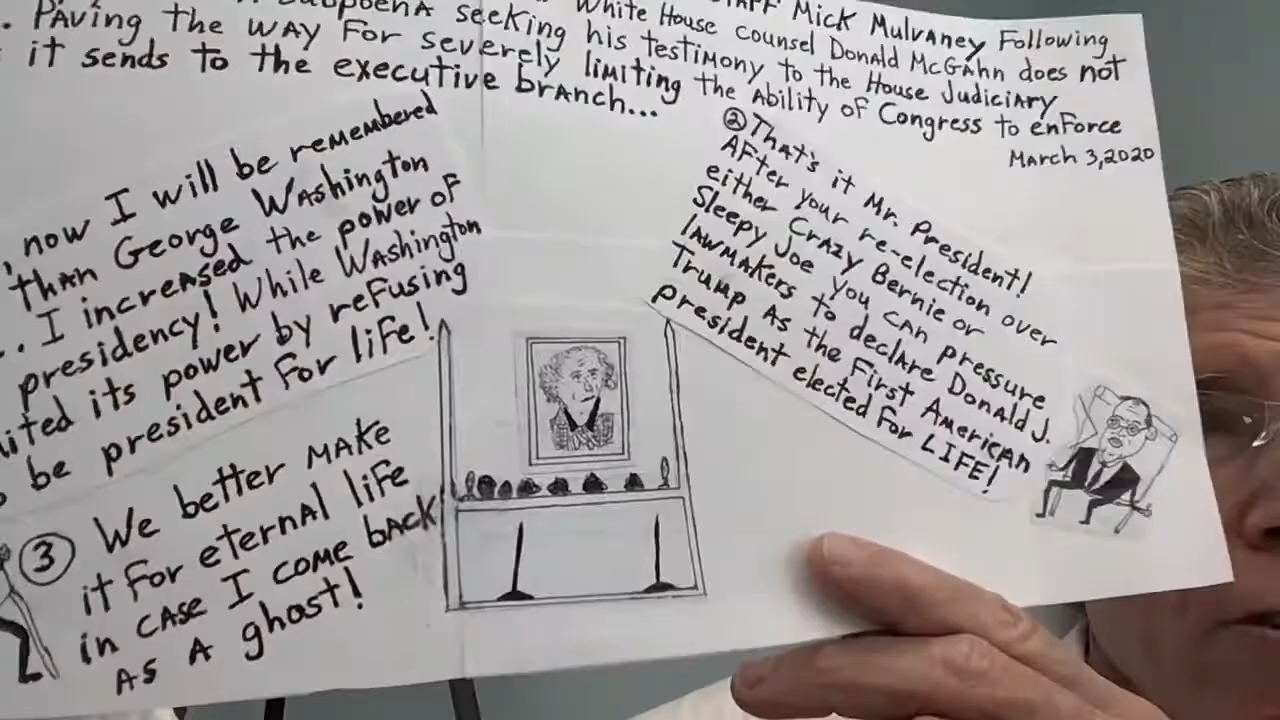 Mick Mulvaney Following
subpoena seeking his testimony to the House Judiciary
White House counsel Donald McGahn does not
. Paving the way for severely limiting the Ability of Congress to enforce
it sends to the executive branch...
March 3, 2020
, now I will be remembered
than George Washington
.. I increased the power of
presidency! While Washington
its power by refusing
be president for life!
② That's it Mr. President!
After your re-election over
either Crazy Bernie or
Sleepy Joe you can pressure
lawmakers to declare Donald J.
Trump As the First American
president elected for LIFE!
③ We better make
it for eternal life
in case I come back
As A ghost!